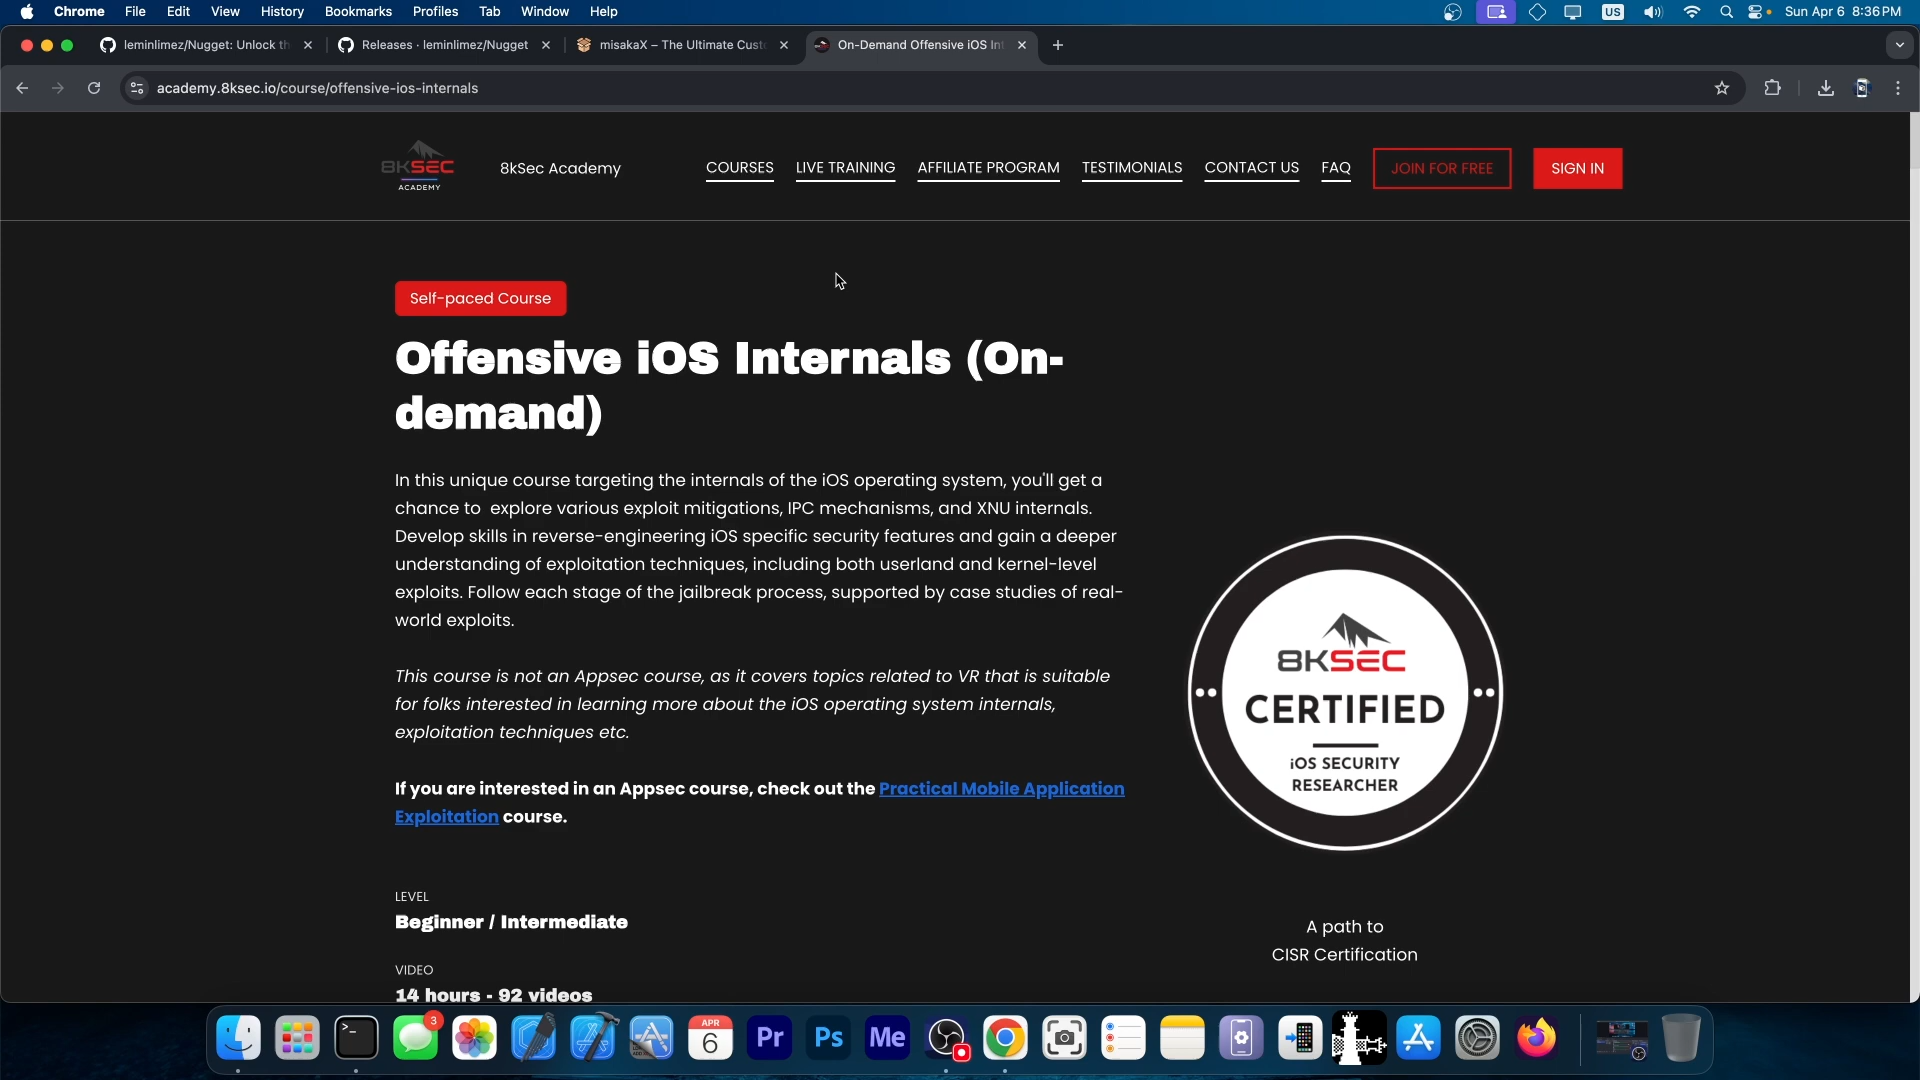 Chrome File Edit View History Bookmarks Profiles Tab Window Help US Sun Apr 6 8:36 PM
leminlimez/Nugget: Unlock th Releases · leminlimez/Nugget misakaX – The Ultimate Custo On-Demand Offensive iOS Int
academy.8ksec.io/course/offensive-ios-internals
8KSEC
ACADEMY
8kSec Academy
COURSES LIVE TRAINING AFFILIATE PROGRAM TESTIMONIALS CONTACT US FAQ JOIN FOR FREE SIGN IN
Self-paced Course
Offensive iOS Internals (On-
demand)
In this unique course targeting the internals of the iOS operating system, you'll get a
chance to explore various exploit mitigations, IPC mechanisms, and XNU internals.
Develop skills in reverse-engineering iOS specific security features and gain a deeper
understanding of exploitation techniques, including both userland and kernel-level
exploits. Follow each stage of the jailbreak process, supported by case studies of real-
world exploits.
This course is not an Appsec course, as it covers topics related to VR that is suitable
for folks interested in learning more about the iOS operating system internals,
exploitation techniques etc.
If you are interested in an Appsec course, check out the Practical Mobile Application
Exploitation course.
LEVEL
Beginner / Intermediate
VIDEO
14 hours - 92 videos
8KSEC
CERTIFIED
iOS SECURITY
RESEARCHER
A path to
CISR Certification
3
APR
6
Pr
Ps
Me